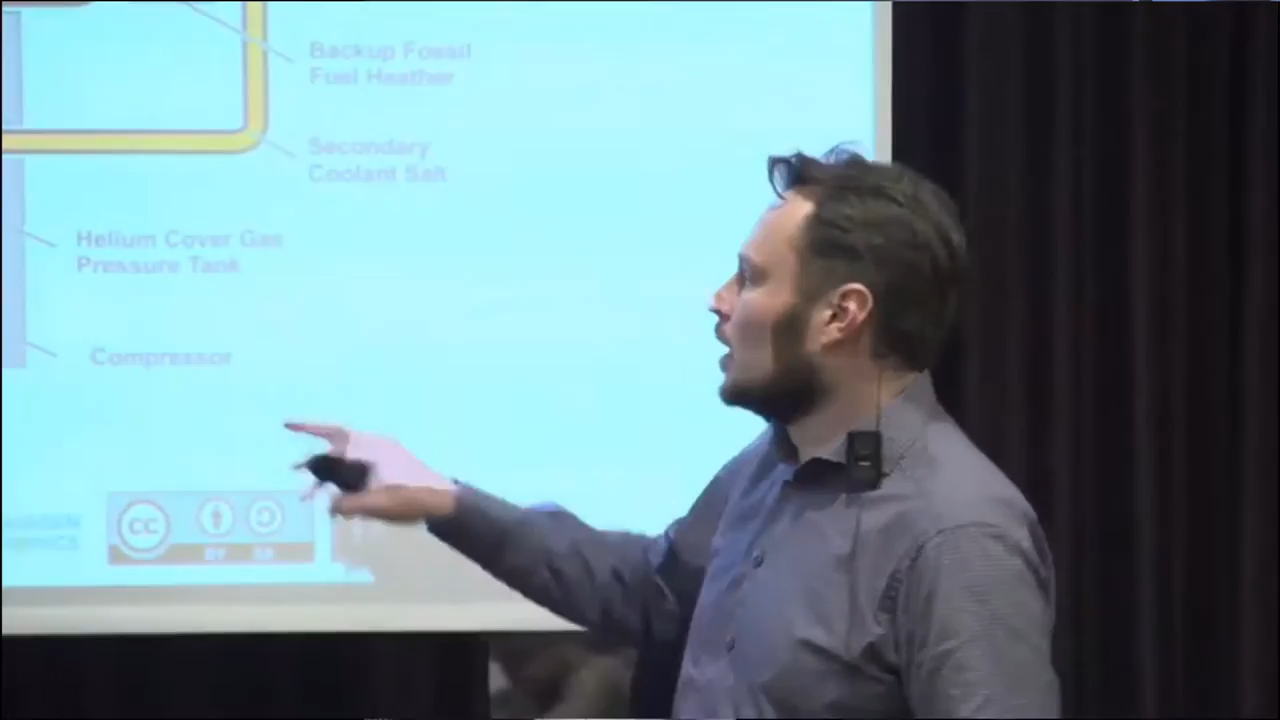 Backup Fossil
Fuel Heather
Secondary
Coolant Salt
Helium Cover Gas
Pressure Tank
Compressor
CC
BY SA